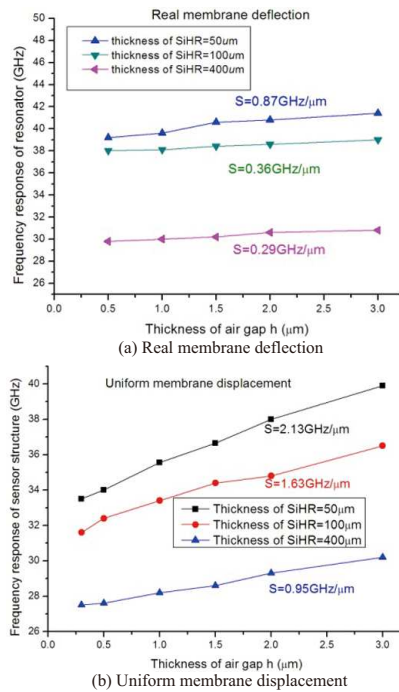 Real membrane deflection
thickness of SiHR=50um
thickness of SiHR=100um
thickness of SiHR=400um
Frequency response of resonator (GHz)
50
48
46
44
42
40
38
36
34
32
30
28
26
S=0.87GHz/μm
S=0.36GHz/μm
S=0.29GHz/μm
0.0 0.5 1.0 1.5 2.0 2.5 3.0
Thickness of air gap h (μm)
(a) Real membrane deflection
Uniform membrane displacement
Frequency response of sensor structure (GHz)
40
38
36
34
32
30
28
26
S=2.13GHz/μm
S=1.63GHz/μm
Thickness of SiHR=50μm
Thickness of SiHR=100μm
Thickness of SiHR=400μm
S=0.95GHz/μm
0.0 0.5 1.0 1.5 2.0 2.5 3.0
Thickness of air gap h (μm)
(b) Uniform membrane displacement